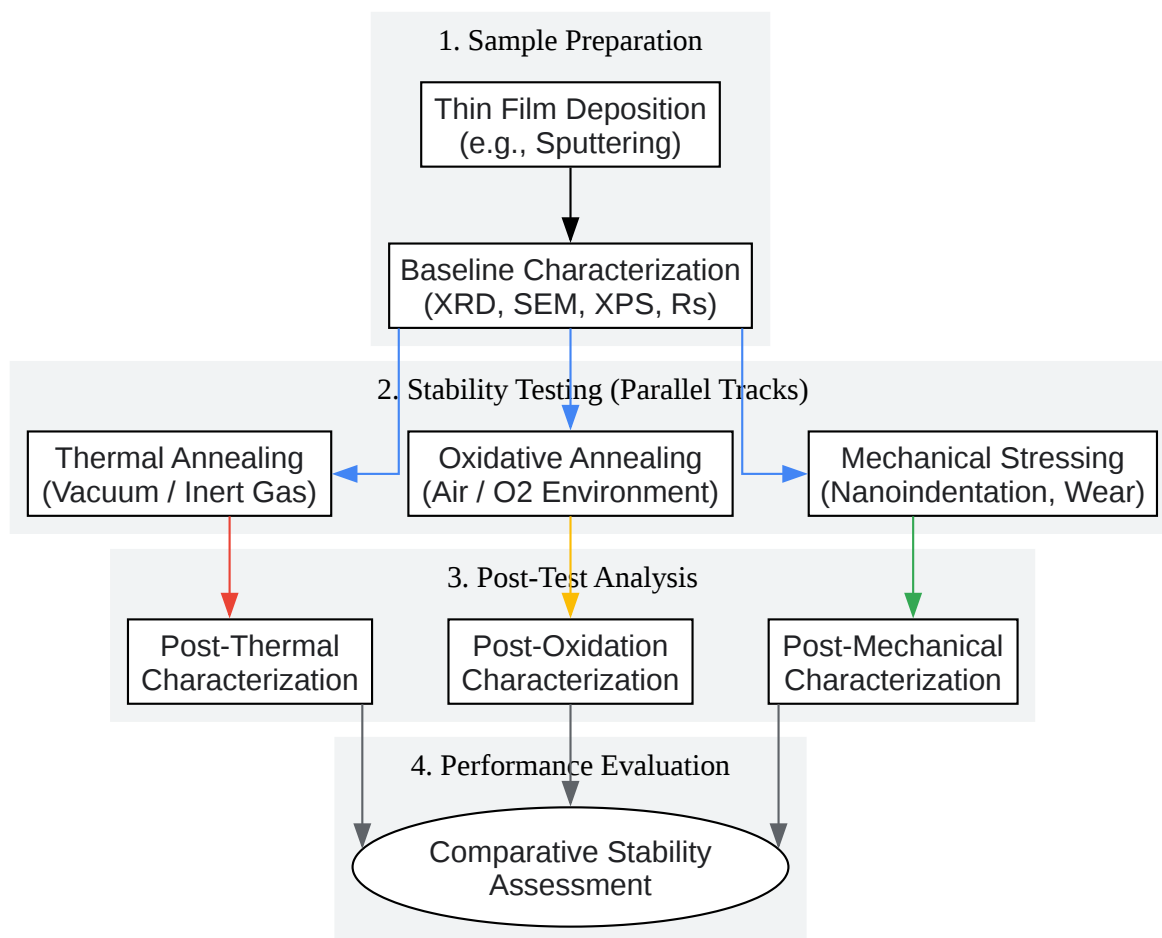 1. Sample Preparation
Thin Film Deposition
(e.g., Sputtering)
Baseline Characterization
(XRD, SEM, XPS, Rs)
2. Stability Testing (Parallel Tracks)
Thermal Annealing
(Vacuum / Inert Gas)
Oxidative Annealing
(Air / O2 Environment)
Mechanical Stressing
(Nanoindentation, Wear)
3. Post-Test Analysis
Post-Thermal
Characterization
Post-Oxidation
Characterization
Post-Mechanical
Characterization
4. Performance Evaluation
Comparative Stability
Assessment